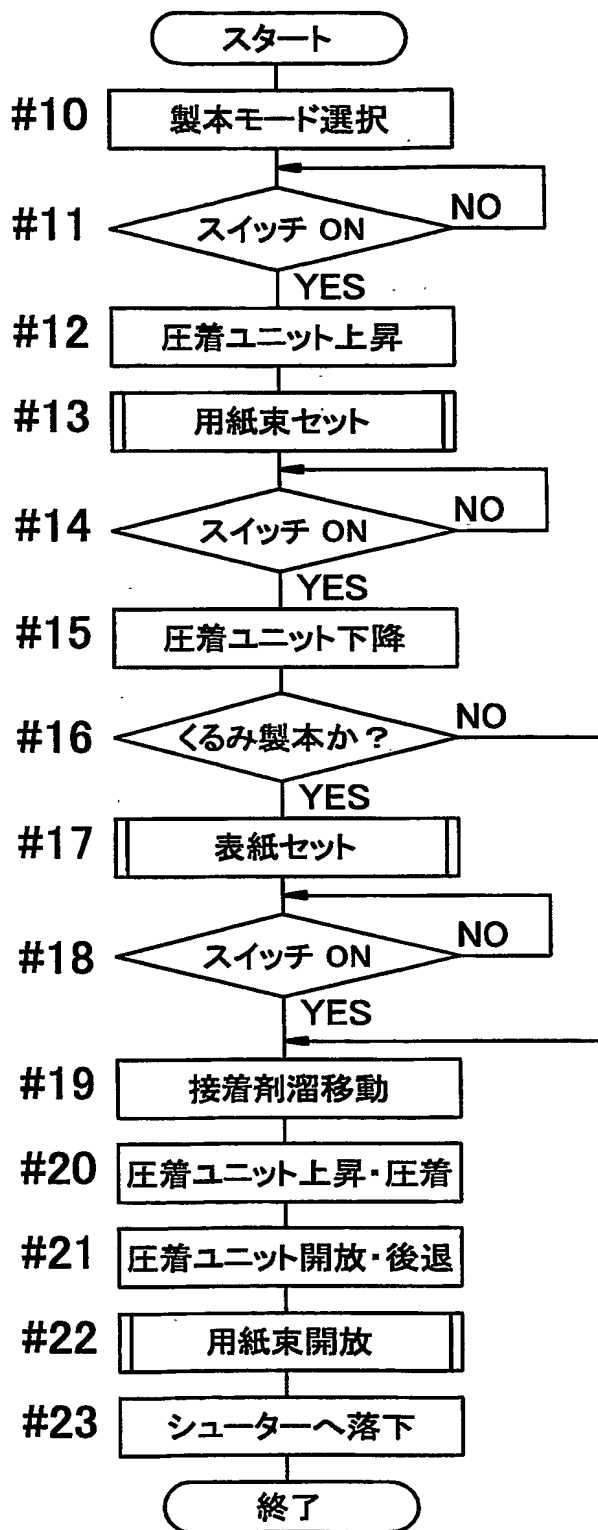 スタート
#10 製本モード選択
#11 スイッチ ON NO
YES
#12 圧着ユニット上昇
#13 用紙束セット
#14 スイッチ ON NO
YES
#15 圧着ユニット下降
#16 くるみ製本か? NO
YES
#17 表紙セット
#18 スイッチ ON NO
YES
#19 接着剤溜移動
#20 圧着ユニット上昇・圧着
#21 圧着ユニット開放・後退
#22 用紙束開放
#23 シューターへ落下
終了